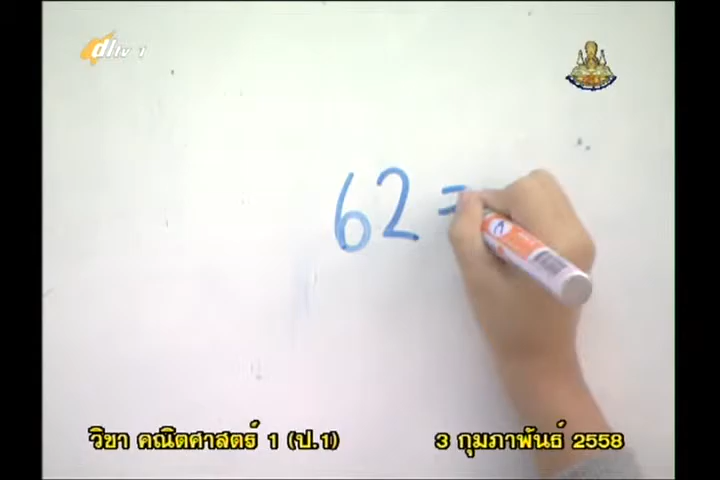 dltv 1
62 =
วิชา คณิตศาสตร์ 1 (ป.1)
3 กุมภาพันธ์ 2558